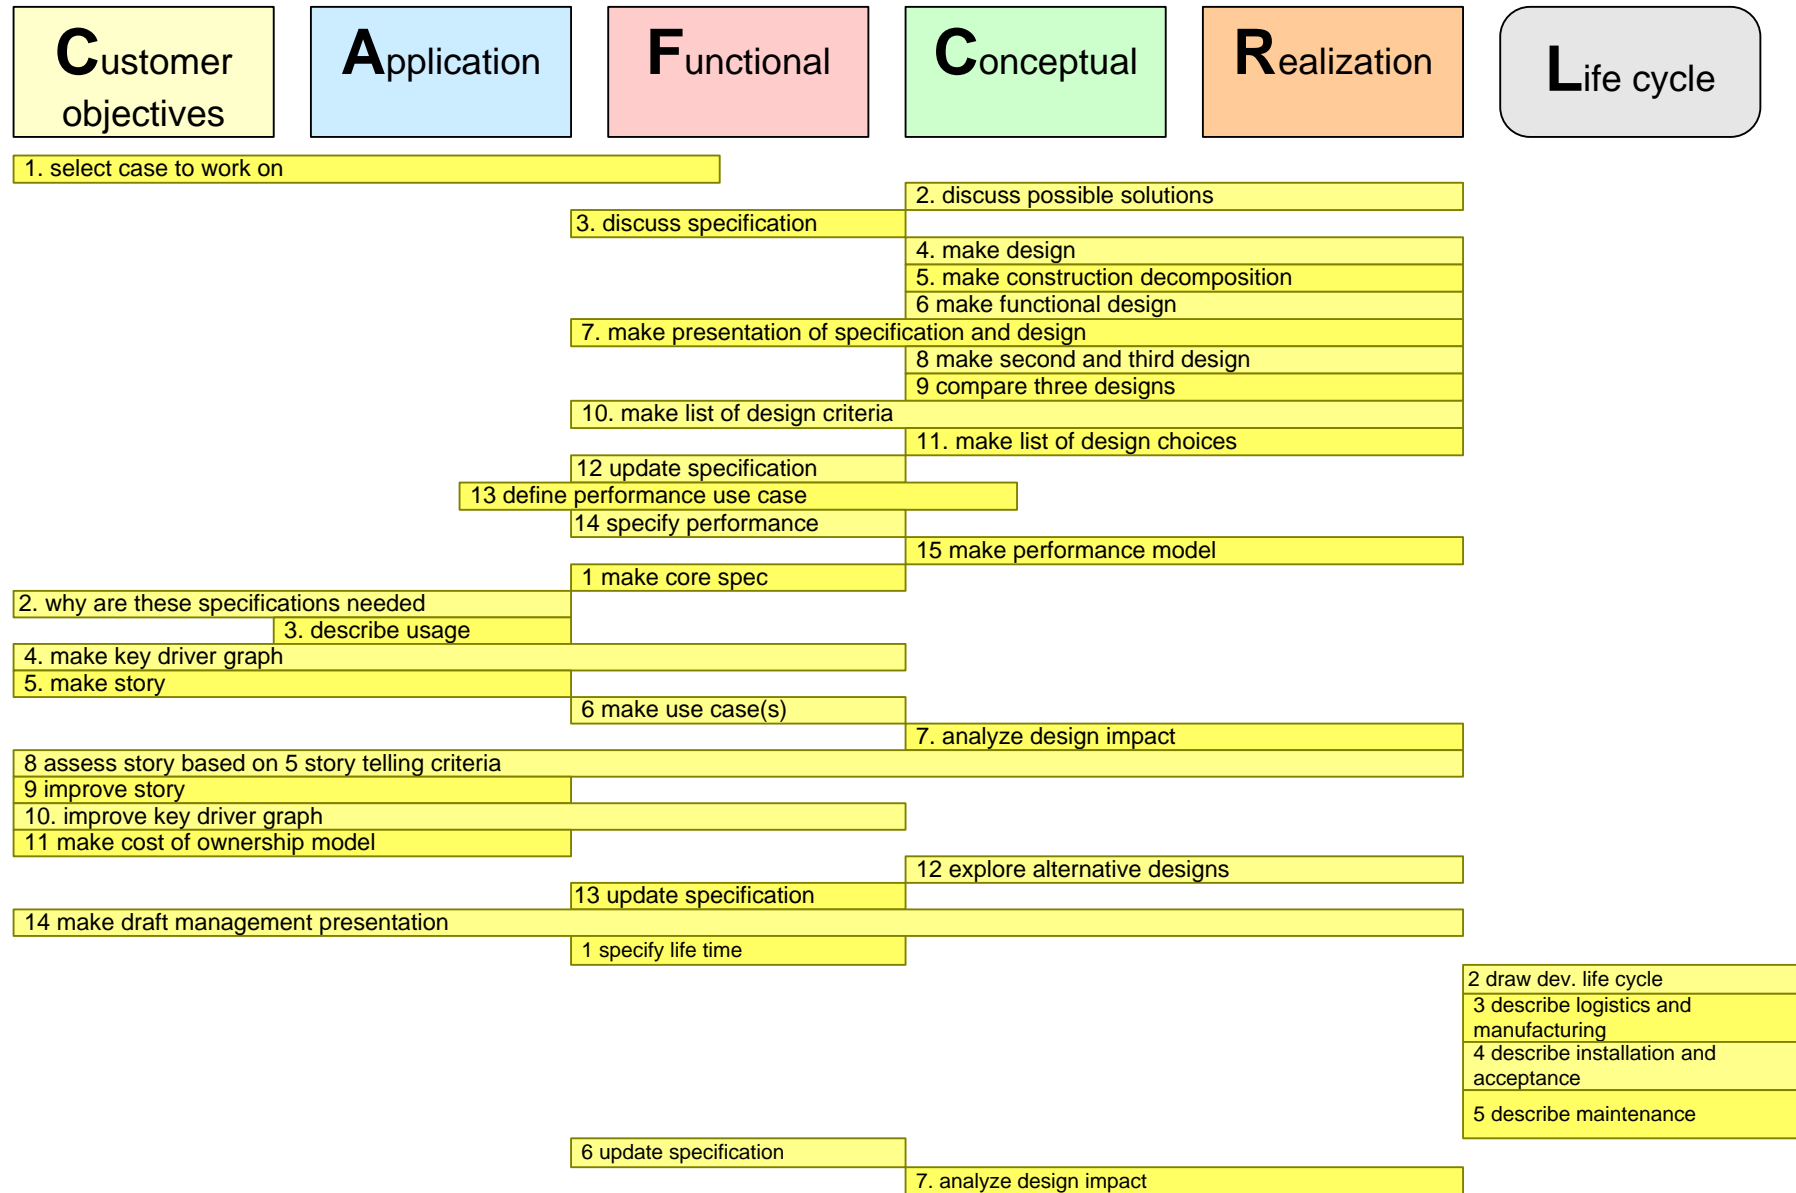 Customer
objectives
Application
Functional
Conceptual
Realization
Life cycle
1. select case to work on
2. discuss possible solutions
3. discuss specification
4. make design
5. make construction decomposition
6 make functional design
7. make presentation of specification and design
8 make second and third design
9 compare three designs
10. make list of design criteria
11. make list of design choices
12 update specification
13 define performance use case
14 specify performance
15 make performance model
1 make core spec
2. why are these specifications needed
3. describe usage
4. make key driver graph
5. make story
6 make use case(s)
7. analyze design impact
8 assess story based on 5 story telling criteria
9 improve story
10. improve key driver graph
11 make cost of ownership model
12 explore alternative designs
13 update specification
14 make draft management presentation
1 specify life time
2 draw dev. life cycle
3 describe logistics and
manufacturing
4 describe installation and
acceptance
5 describe maintenance
6 update specification
7. analyze design impact